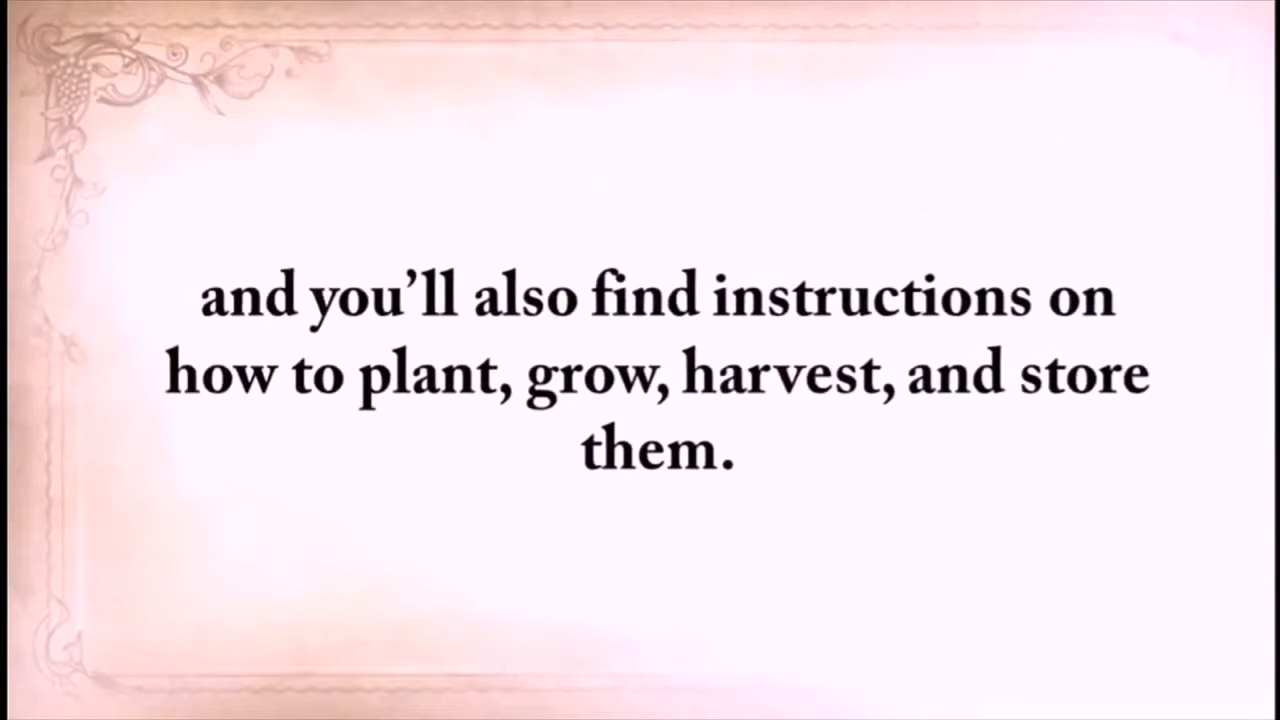 and you’ll also find instructions on
how to plant, grow, harvest, and store
them.